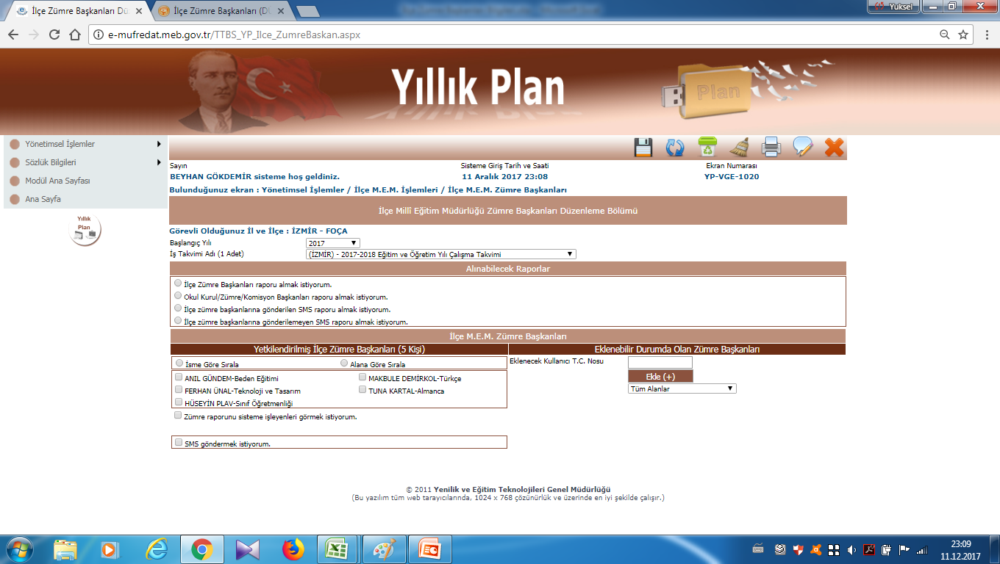 İlçe Zümre Başkanları Dü
İlçe Zümre Başkanları (DÜ
Yüksel
e-mufredat.meb.gov.tr/TTBS_YP_Ilce_ZumreBaskan.aspx
Yıllık Plan
Plan
Yönetimsel İşlemler
Sözlük Bilgileri
Modül Ana Sayfası
Ana Sayfa
Yıllık
Plan
Sayın
Sisteme Giriş Tarih ve Saati
Ekran Numarası
BEYHAN GÖKDEMİR sisteme hoş geldiniz.
11 Aralık 2017 23:08
YP-VGE-1020
Bulunduğunuz ekran : Yönetimsel İşlemler / İlçe M.E.M. İşlemleri / İlçe M.E.M. Zümre Başkanları
İlçe Millî Eğitim Müdürlüğü Zümre Başkanları Düzenleme Bölümü
Görevli Olduğunuz İl ve İlçe : İZMİR - FOÇA
Başlangıç Yılı
2017
İş Takvimi Adı (1 Adet)
(İZMİR) - 2017-2018 Eğitim ve Öğretim Yılı Çalışma Takvimi
Alınabilecek Raporlar
İlçe Zümre Başkanları raporu almak istiyorum.
Okul Kurul/Zümre/Komisyon Başkanları raporu almak istiyorum.
İlçe zümre başkanlarına gönderilen SMS raporu almak istiyorum.
İlçe zümre başkanlarına gönderilemeyen SMS raporu almak istiyorum.
İlçe M.E.M. Zümre Başkanları
Yetkilendirilmiş İlçe Zümre Başkanları (5 Kişi)
Eklenebilir Durumda Olan Zümre Başkanları
İsme Göre Sırala
Alana Göre Sırala
Eklenecek Kullanıcı T.C. Nosu
Ekle (+)
Tüm Alanlar
ANIL GÜNDEM-Beden Eğitimi
MAKBULE DEMİRKOL-Türkçe
FERHAN ÜNAL-Teknoloji ve Tasarım
TUNA KARTAL-Almanca
HÜSEYİN PLAV-Sınıf Öğretmenliği
Zümre raporunu sisteme işleyenleri görmek istiyorum.
SMS göndermek istiyorum.
© 2011 Yenilik ve Eğitim Teknolojileri Genel Müdürlüğü
(Bu yazılım tüm web tarayıcılarında, 1024 x 768 çözünürlük ve üzerinde en iyi şekilde çalışır.)
23:09
11.12.2017